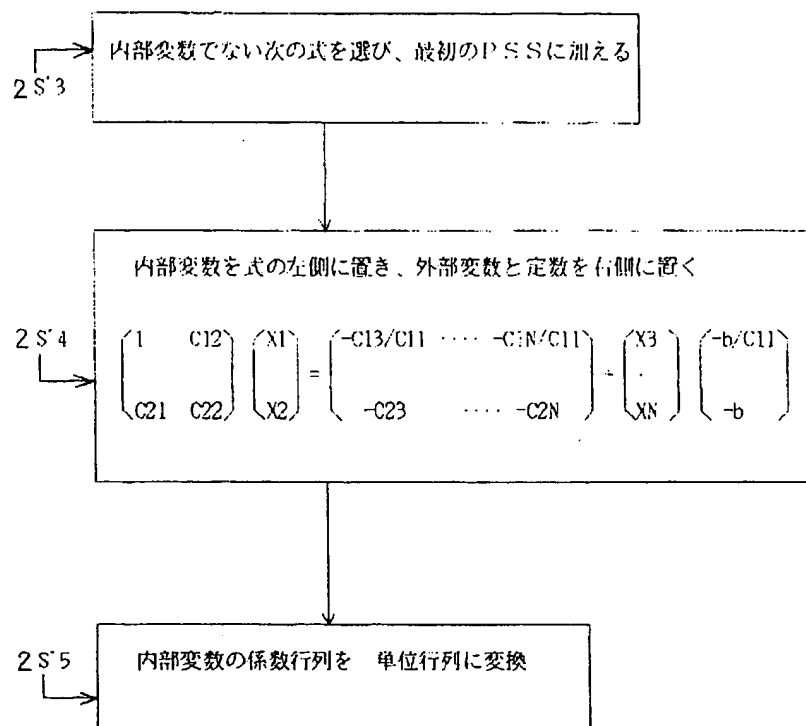 内部変数でない次の式を選び、最初のPSSに加える
2S'3
内部変数を式の左側に置き、外部変数と定数を右側に置く
2S'4
1 C12 X1 = -C13/C11 ···· -C1N/C11 X3 -b/C11
C21 C22 X2 -C23 ···· -C2N XN -b
2S'5
内部変数の係数行列を 単位行列に変換